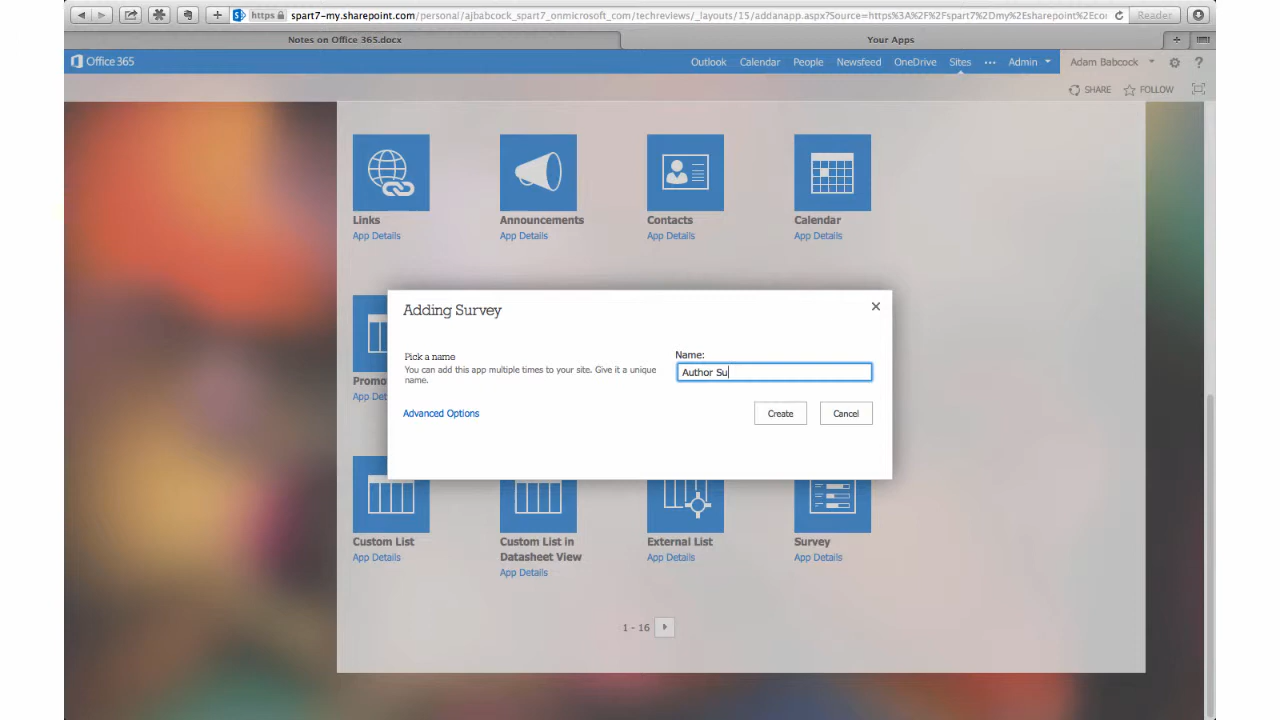 https spart7-my.sharepoint.com/personal/ajbabcock_spart7_onmicrosoft_com/techreviews/_layouts/15/addanapp.aspx?Source=https%3A%2F%2Fspart7%2Dmy%2Esharepoint%2Eco Reader
Notes on Office 365.docx Your Apps
Office 365 Outlook Calendar People Newsfeed OneDrive Sites ••• Admin Adam Babcock ?
SHARE FOLLOW
Links Announcements Contacts Calendar
App Details App Details App Details App Details
Adding Survey
Pick a name
You can add this app multiple times to your site. Give it a unique
name.
Name:
Author Su
Advanced Options Create Cancel
Promo
App Det
Custom List Custom List in
Datasheet View External List Survey
App Details App Details App Details App Details
1 - 16